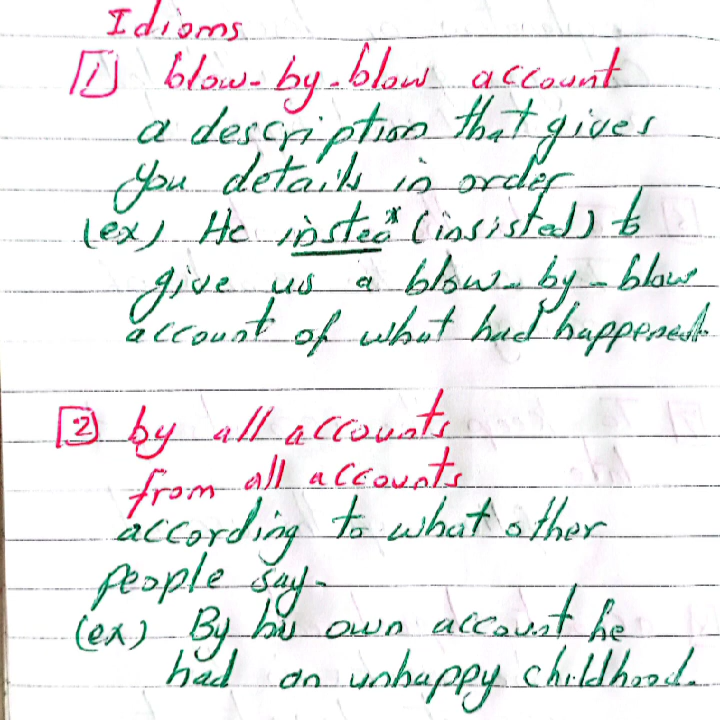 Idioms
1 blow-by-blow account
a description that gives
you details in order
(ex) He insteo* (insisted) to
give us a blow-by-blow
account of what had happened
2 by all accounts
from all accounts
according to what other
people say.
(ex) By his own account he
had an unhappy childhood.